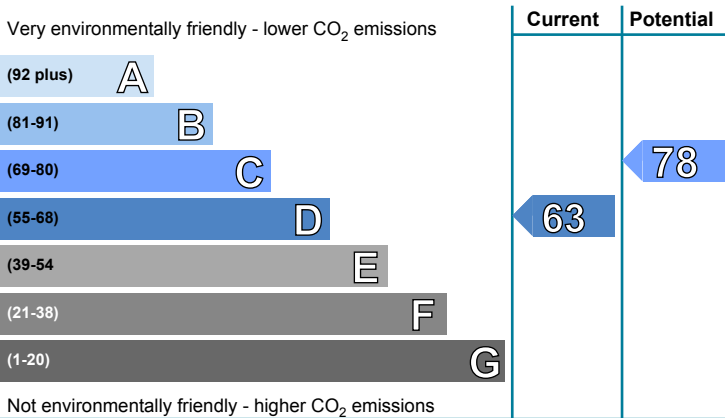 Very environmentally friendly - lower CO2 emissions
Current
Potential
(92 plus) A
(81-91) B
(69-80) C
78
(55-68) D
63
(39-54 E
(21-38) F
(1-20) G
Not environmentally friendly - higher CO2 emissions